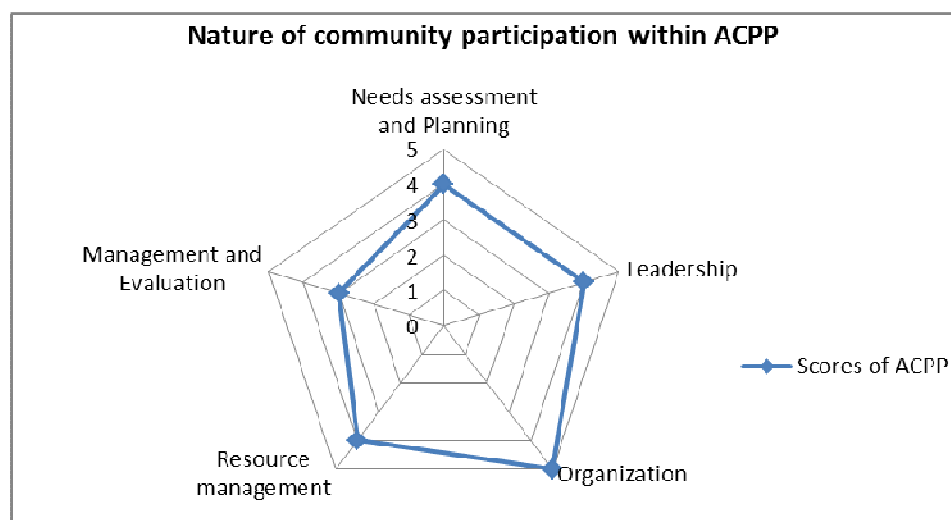 Nature of community participation within ACPP
Needs assessment
and Planning
5
4
3
2
1
0
Leadership
Organization
Resource
management
Management and
Evaluation
Scores of ACPP